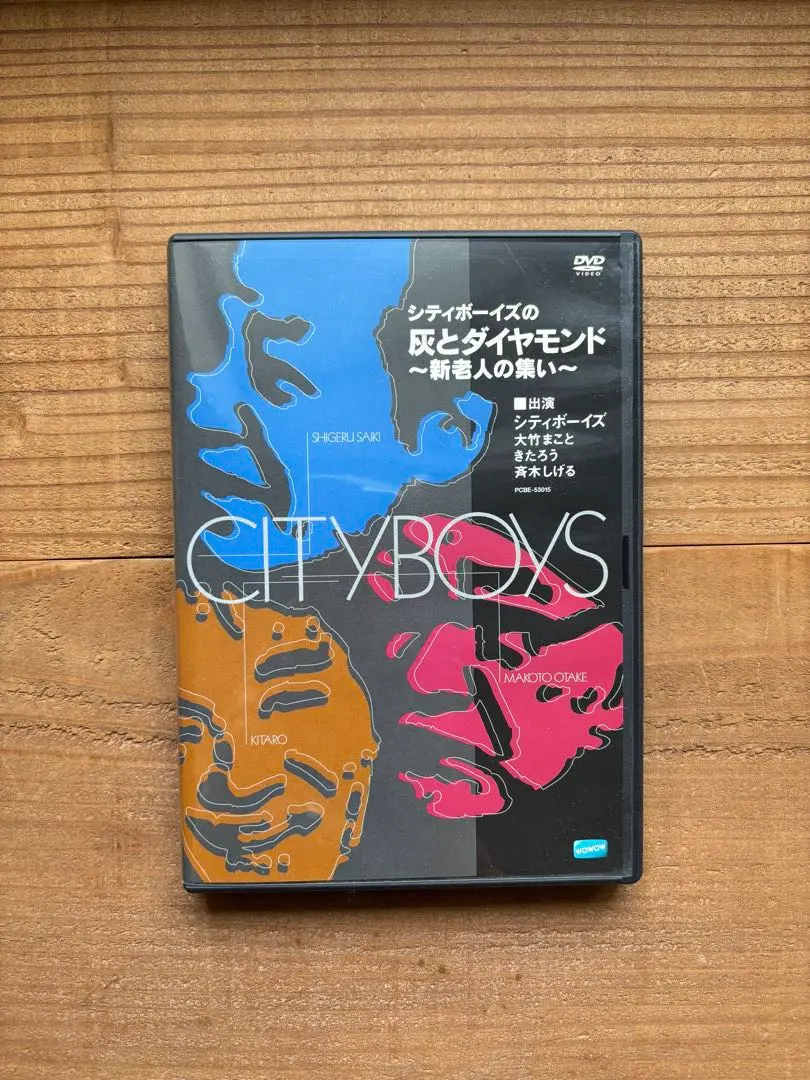 DVD
VIDEO
シティボーイズの
灰とダイヤモンド
～新老人の集い～
■出演
シティボーイズ
大竹まこと
きたろう
斉木しげる
PCBE-53015
SHIGERU SAIKI
CITYBOYS
MAKOTO OTAKE
KITARO
WOWOW